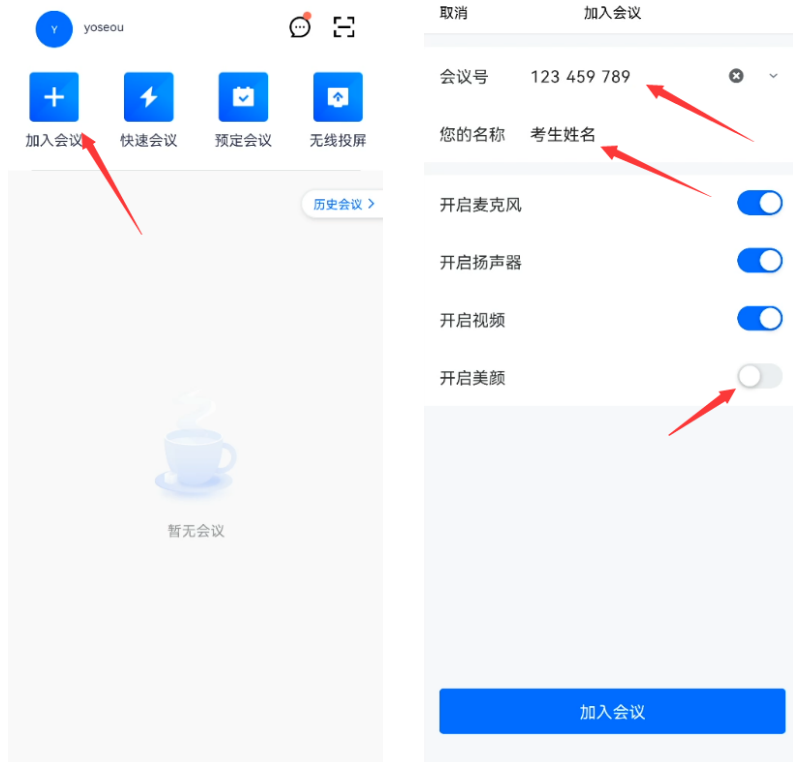 Y
yoseou
加入会议
快速会议
预定会议
无线投屏
历史会议
暂无会议
取消
加入会议
会议号 123 459 789
您的名称 考生姓名
开启麦克风
开启扬声器
开启视频
开启美颜
加入会议